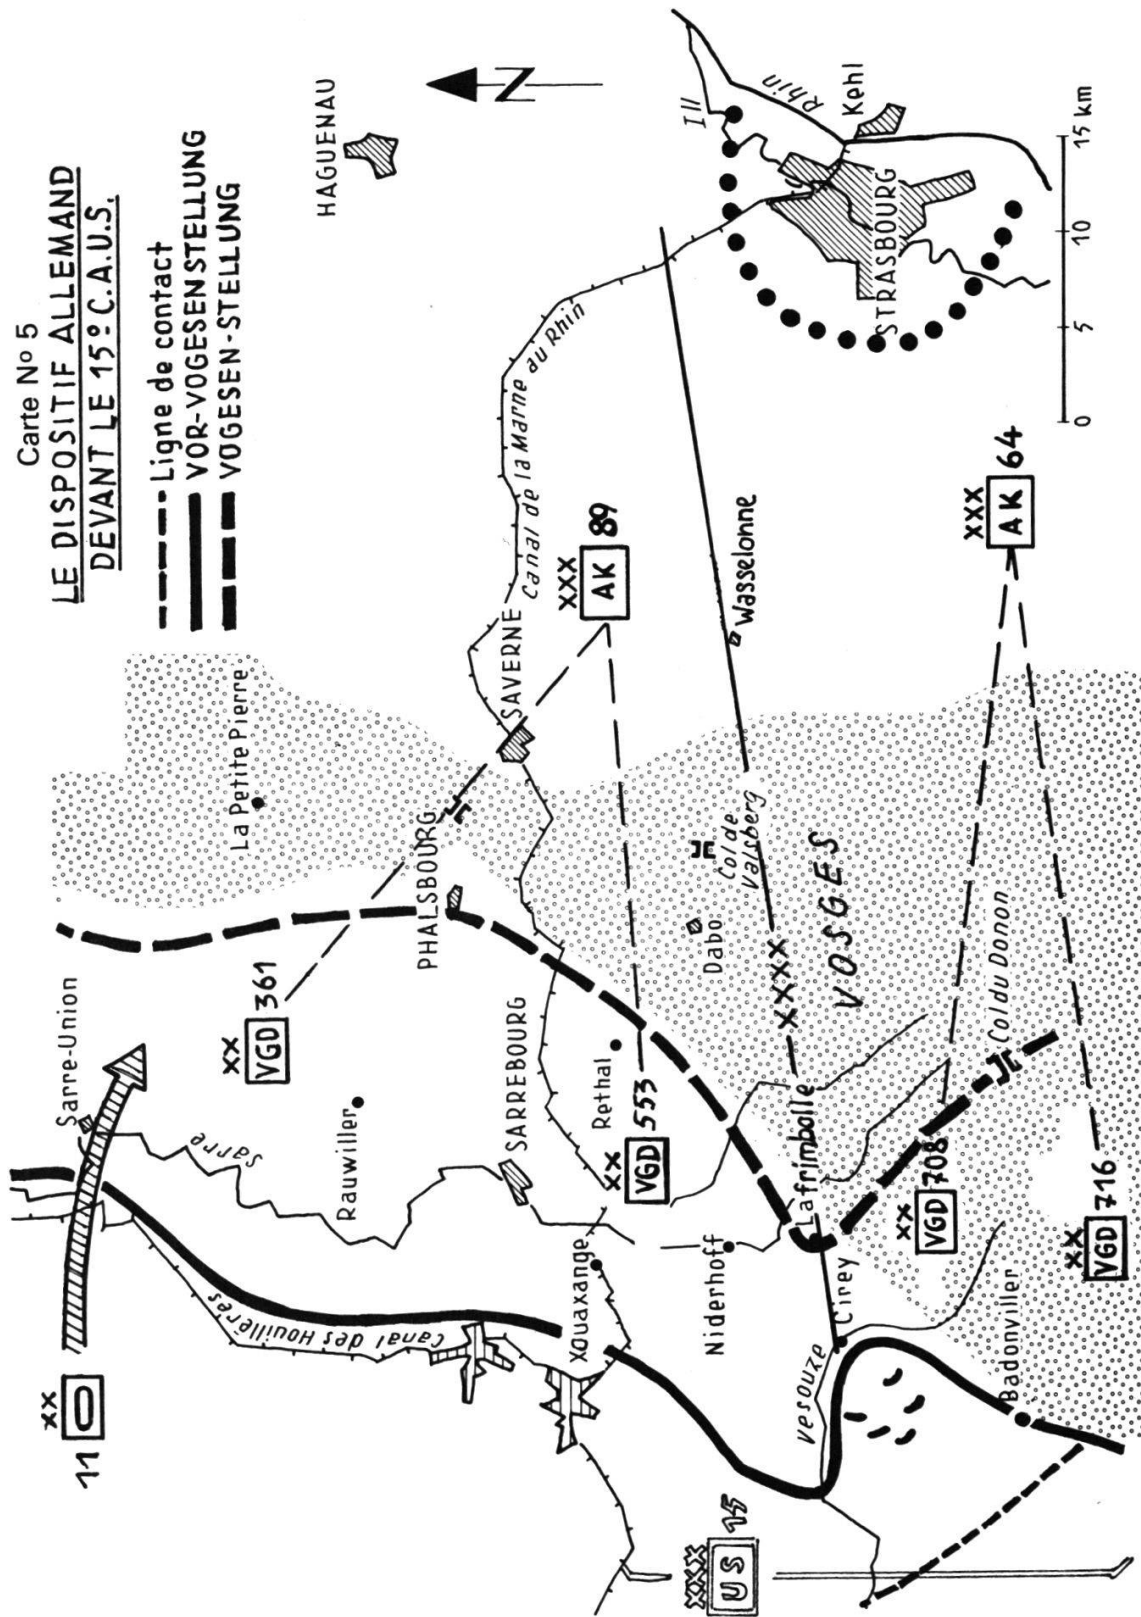 Carte Nº 5
LE DISPOSITIF ALLEMAND
DEVANT LE 15º C.A.U.S.
Ligne de contact
VOR-VOGESENSTELLUNG
VOGESEN-STELLUNG
HAGUENAU
N
La Petite Pierre
Sarre-Union
xx
11
xx
VGD 361
Sarre
Rauwiller
PHALSBOURG
SAVERNE
Canal de la Marne au Rhin
Canal des Houillères
SARREBOURG
xxx
AK 89
Rethal
xx
VGD 553
Xouaxange
Ill
Rhin
Kehl
STRASBOURG
Wasselonne
Col de
Valsberg
Dabo
XXXX
VOSGES
Niderhoff
Lafrimbolle
Cirey
Vesouze
XXXX
US 15
xx
VGD 708
Col du Donon
xxx
AK 64
Badonviller
xx
VGD 716
0 5 10 15 km